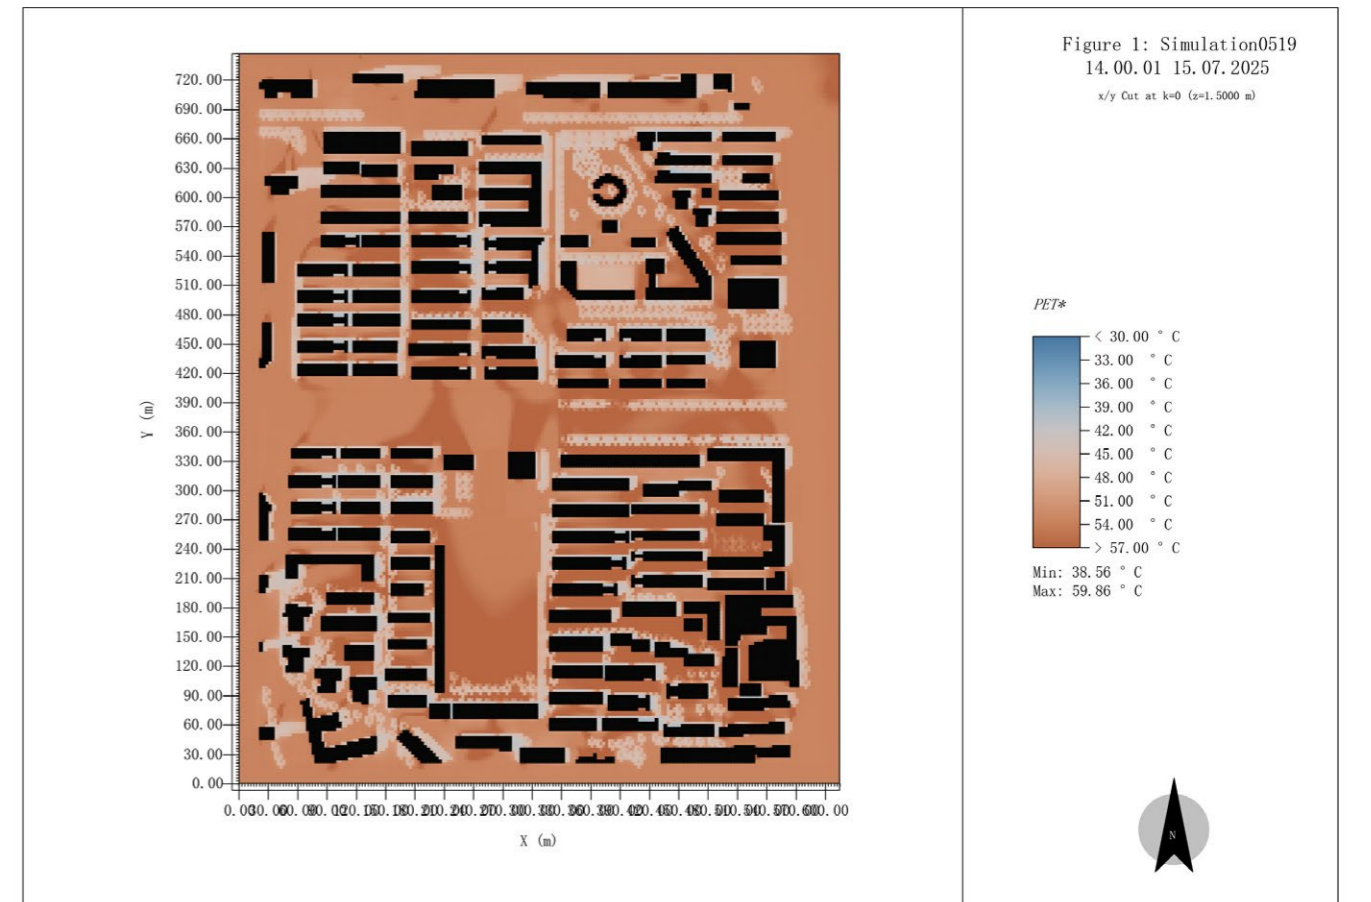 Figure 1: Simulation0519
14.00.01 15.07.2025
x/y Cut at k=0 (z=1.5000 m)
720.00
690.00
660.00
630.00
600.00
570.00
540.00
510.00
480.00
450.00
420.00
390.00
360.00
330.00
300.00
270.00
240.00
210.00
180.00
150.00
120.00
90.00
60.00
30.00
0.00
Y (m)
X (m)
PET*
< 30.00 ° C
33.00 ° C
36.00 ° C
39.00 ° C
42.00 ° C
45.00 ° C
48.00 ° C
51.00 ° C
54.00 ° C
> 57.00 ° C
Min: 38.56 ° C
Max: 59.86 ° C
N